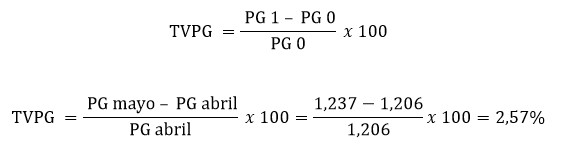 TVPG = PG 1 – PG 0 / PG 0 x 100
TVPG = PG mayo – PG abril / PG abril x 100 = 1,237 − 1,206 / 1,206 x 100 = 2,57%